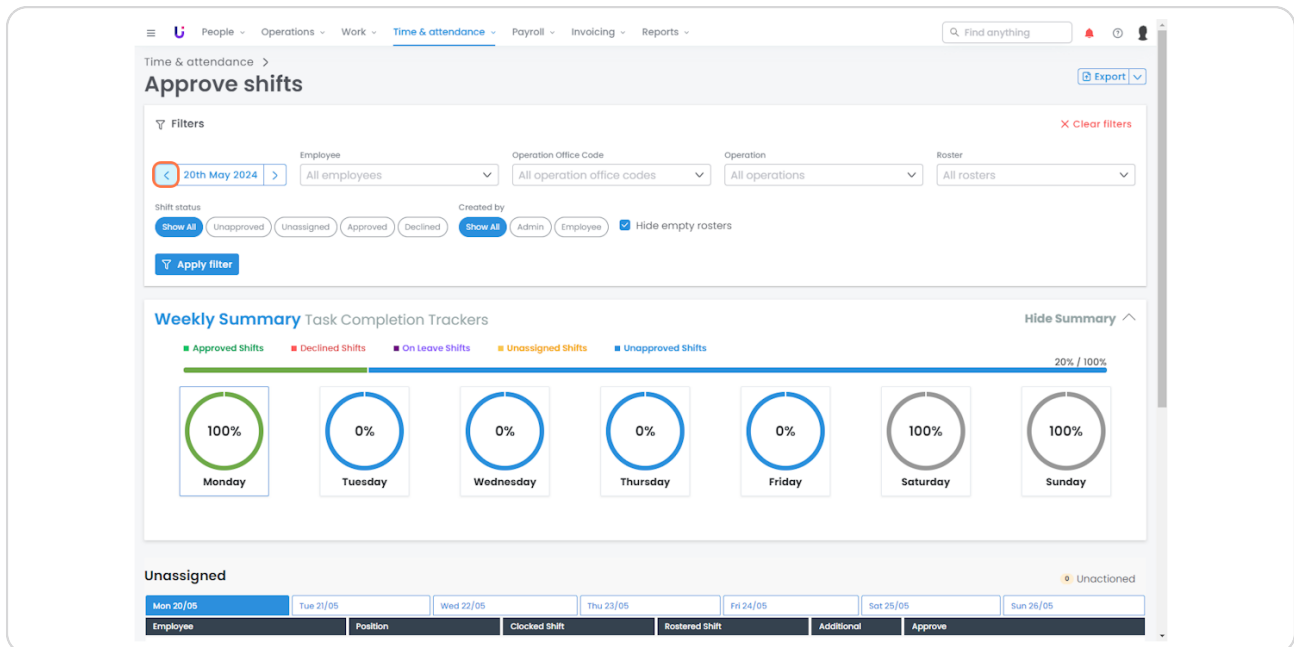 People Operations Work Time & attendance Payroll Invoicing Reports Find anything
Time & attendance >
Approve shifts
Export
Filters
Clear filters
Employee Operation Office Code Operation Roster
20th May 2024 All employees All operation office codes All operations All rosters
Shift status Created by
Show All Unapproved Unassigned Approved Declined Show All Admin Employee Hide empty rosters
Apply filter
Weekly Summary Task Completion Trackers Hide Summary
Approved Shifts Declined Shifts On Leave Shifts Unassigned Shifts Unapproved Shifts
20% / 100%
100% 0% 0% 0% 0% 100% 100%
Monday Tuesday Wednesday Thursday Friday Saturday Sunday
Unassigned 0 Unactioned
Mon 20/05 Tue 21/05 Wed 22/05 Thu 23/05 Fri 24/05 Sat 25/05 Sun 26/05
Employee Position Clocked Shift Rostered Shift Additional Approve